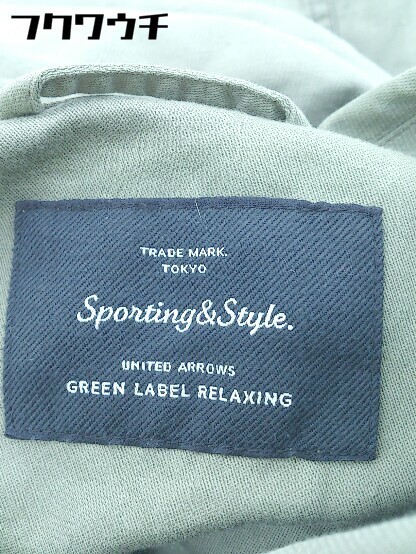 フクワウチ
TRADE MARK.
TOKYO
Sporting&Style.
UNITED ARROWS
GREEN LABEL RELAXING